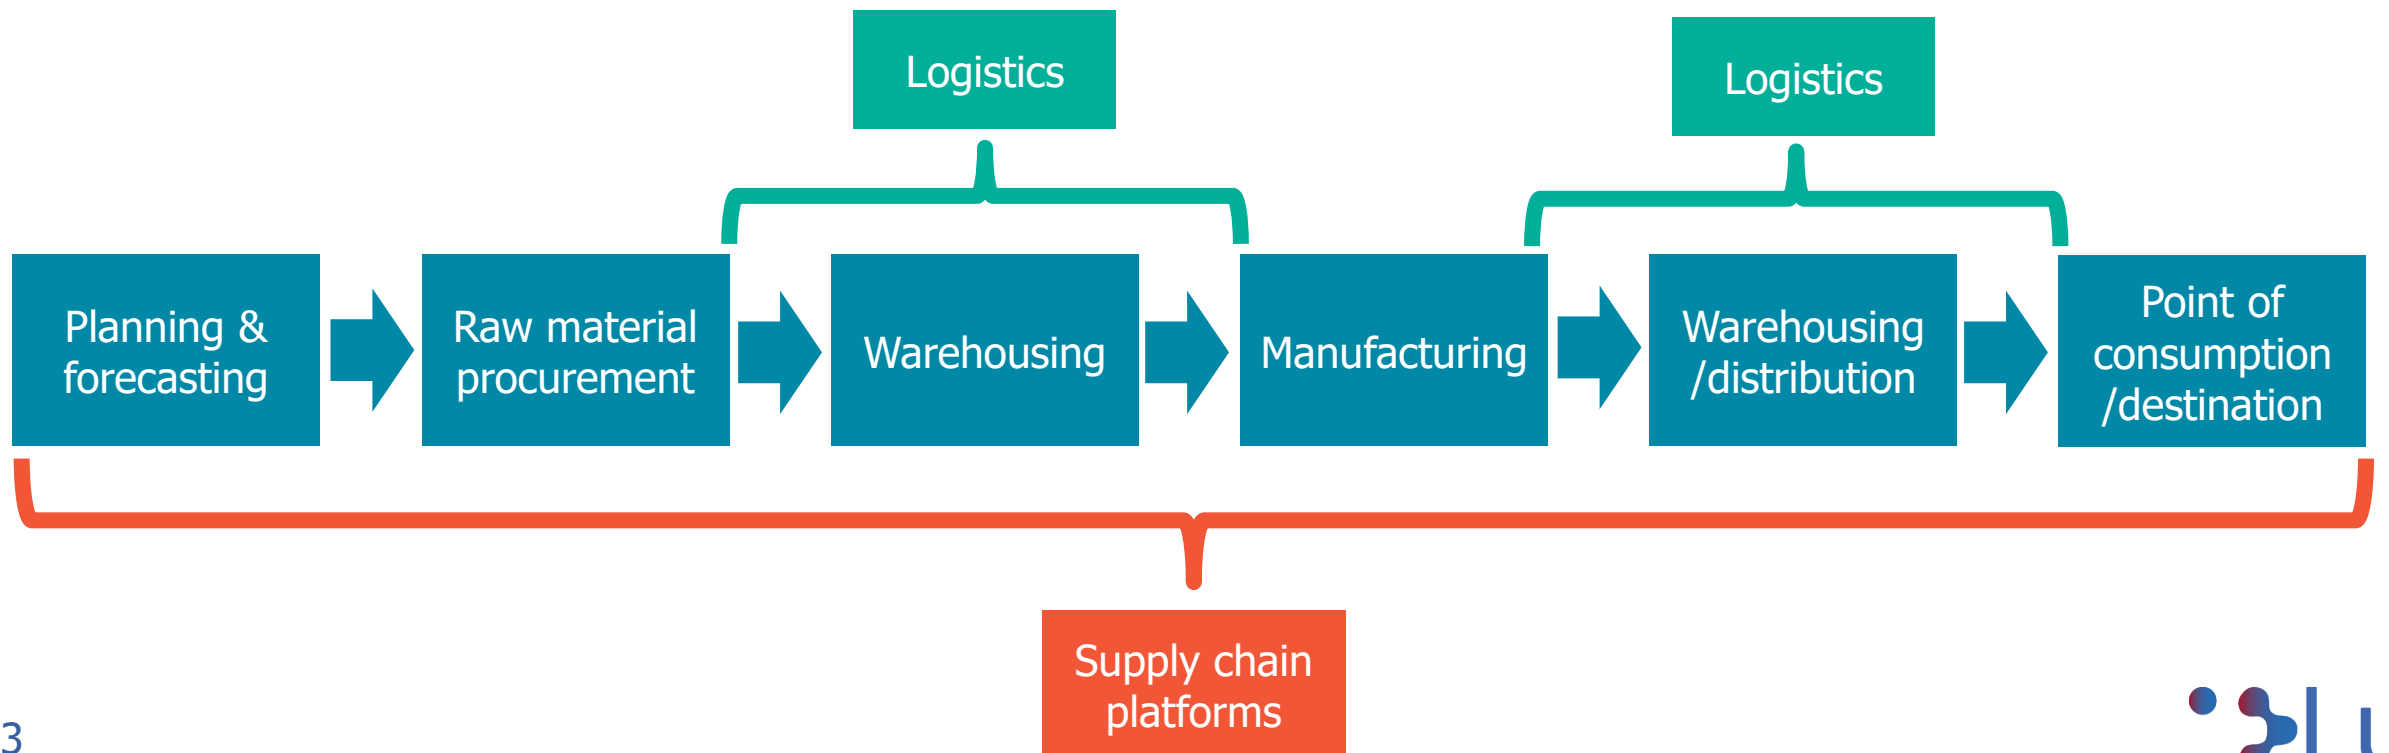 Logistics
Logistics
Planning &
forecasting
Raw material
procurement
Warehousing
Manufacturing
Warehousing
/distribution
Point of
consumption
/destination
Supply chain
platforms
3